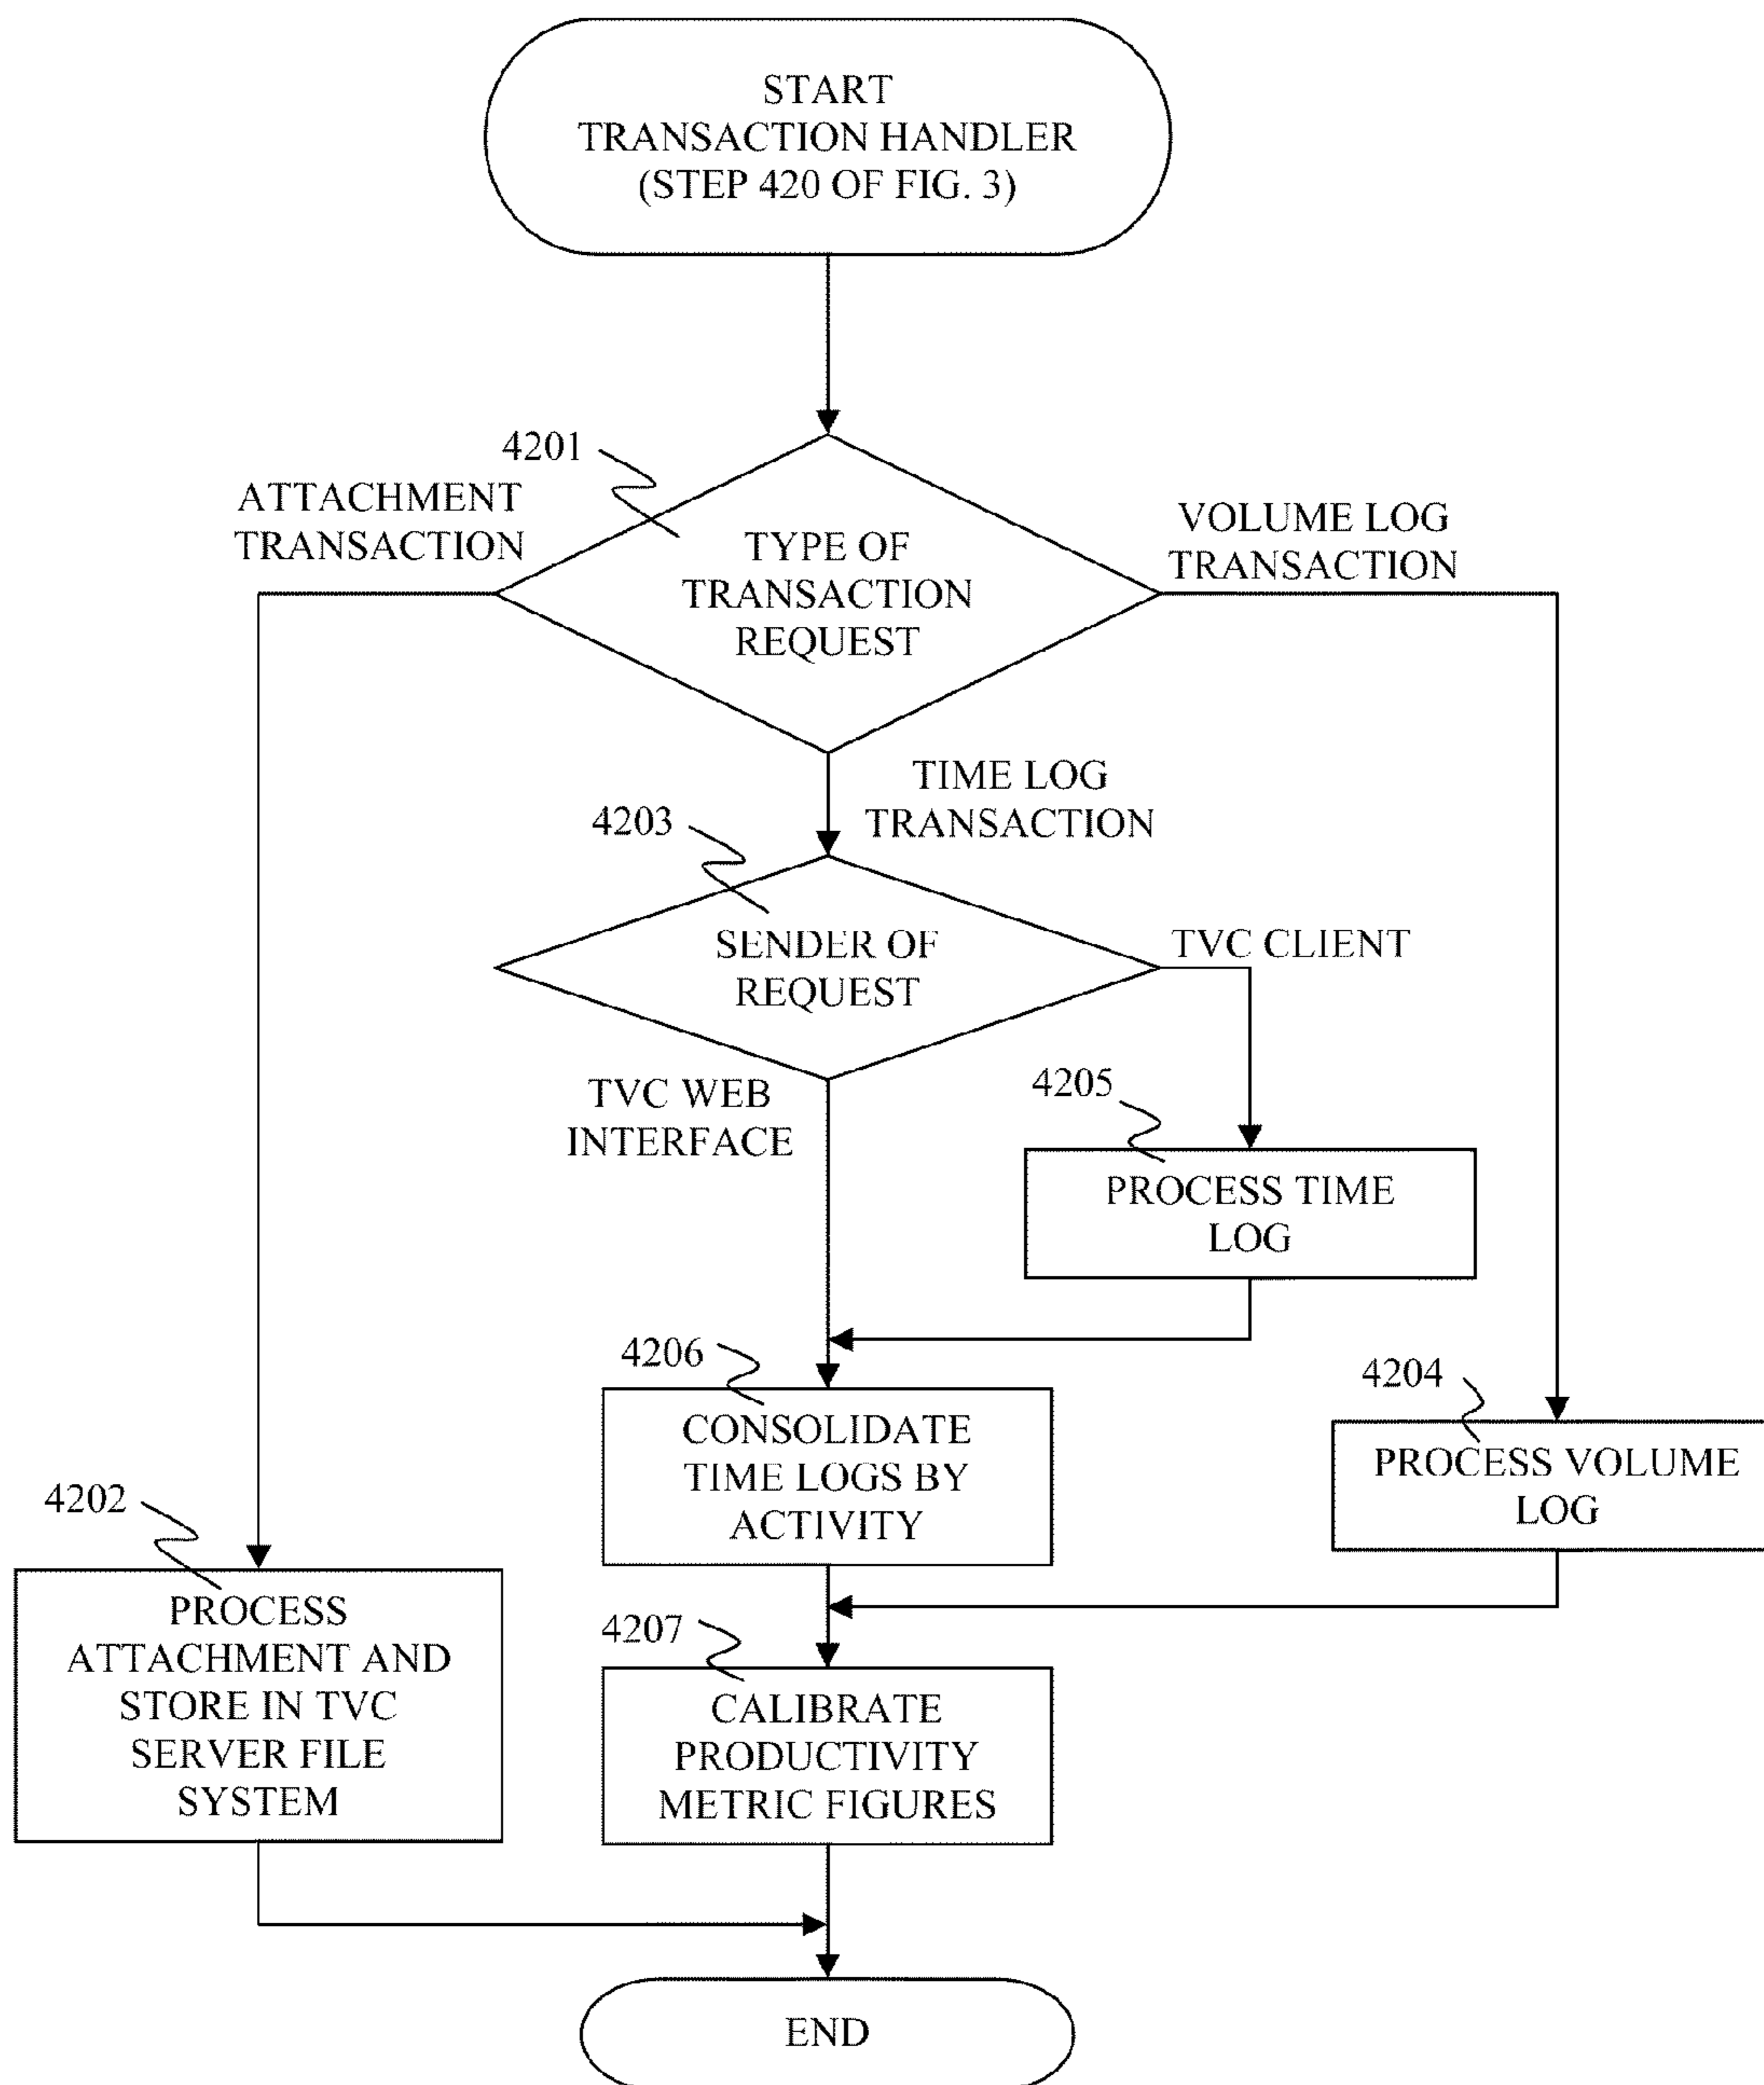 START
TRANSACTION HANDLER
(STEP 420 OF FIG. 3)
4201
ATTACHMENT
TRANSACTION
TYPE OF
TRANSACTION
REQUEST
VOLUME LOG
TRANSACTION
TIME LOG
TRANSACTION
4203
SENDER OF
REQUEST
TVC CLIENT
TVC WEB
INTERFACE
4205
PROCESS TIME
LOG
4206
CONSOLIDATE
TIME LOGS BY
ACTIVITY
4204
PROCESS VOLUME
LOG
4202
PROCESS
ATTACHMENT AND
STORE IN TVC
SERVER FILE
SYSTEM
4207
CALIBRATE
PRODUCTIVITY
METRIC FIGURES
END